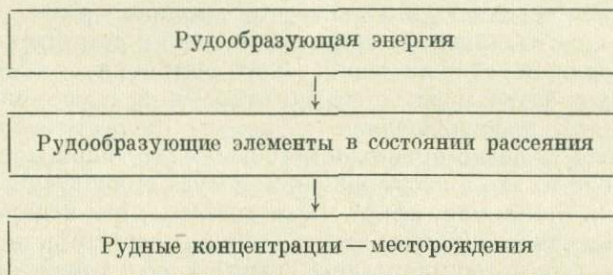 Рудообразующая энергия
Рудообразующие элементы в состоянии рассеяния
Рудные концентрации — месторождения